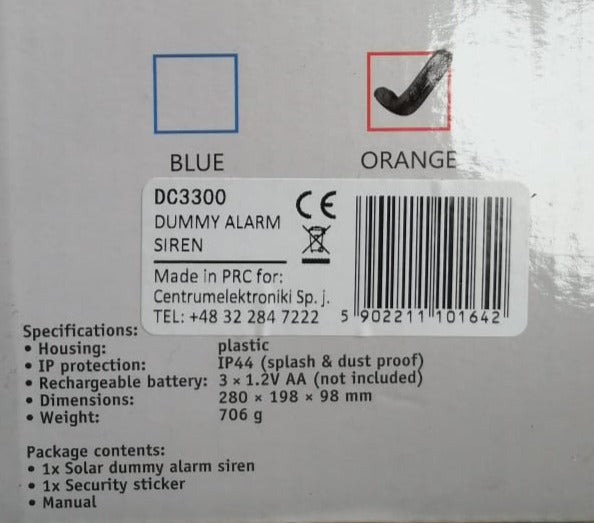 BLUE
ORANGE
DC3300
DUMMY ALARM
SIREN
CE
Made in PRC for:
Centrumelektroniki Sp. j.
TEL: +48 32 284 7222
5 902211 101642
Specifications:
• Housing: plastic
• IP protection: IP44 (splash & dust proof)
• Rechargeable battery: 3 × 1.2V AA (not included)
• Dimensions: 280 × 198 × 98 mm
• Weight: 706 g
Package contents:
• 1x Solar dummy alarm siren
• 1x Security sticker
• Manual